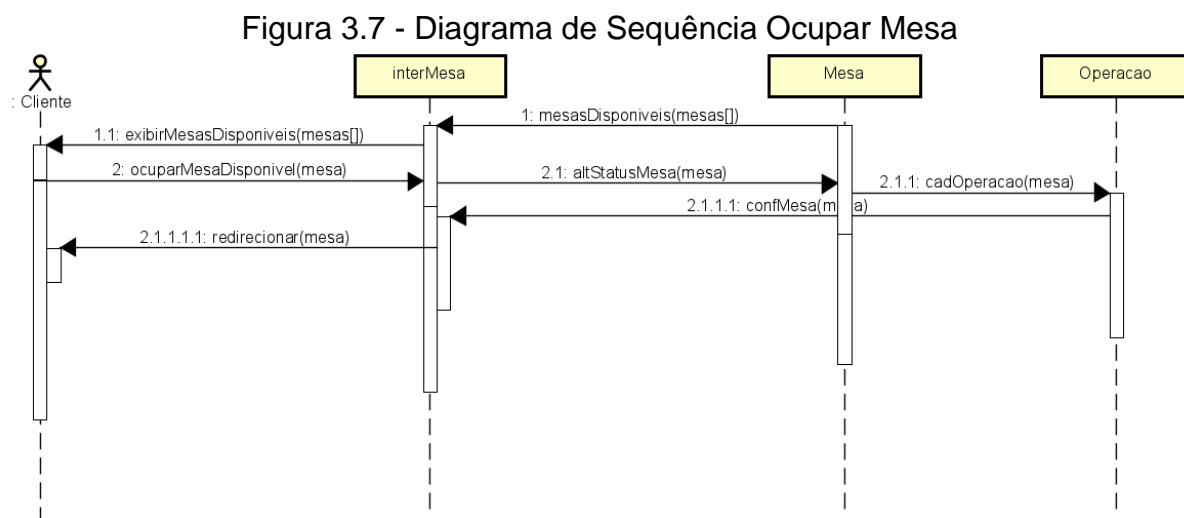 Figura 3.7 - Diagrama de Sequência Ocupar Mesa
: Cliente
interMesa
Mesa
Operacao
1: mesasDisponiveis(mesas[])
1.1: exibirMesasDisponiveis(mesas[])
2: ocuparMesaDisponivel(mesa)
2.1: altStatusMesa(mesa)
2.1.1: cadOperacao(mesa)
2.1.1.1: confMesa(mesa)
2.1.1.1.1: redirecionar(mesa)